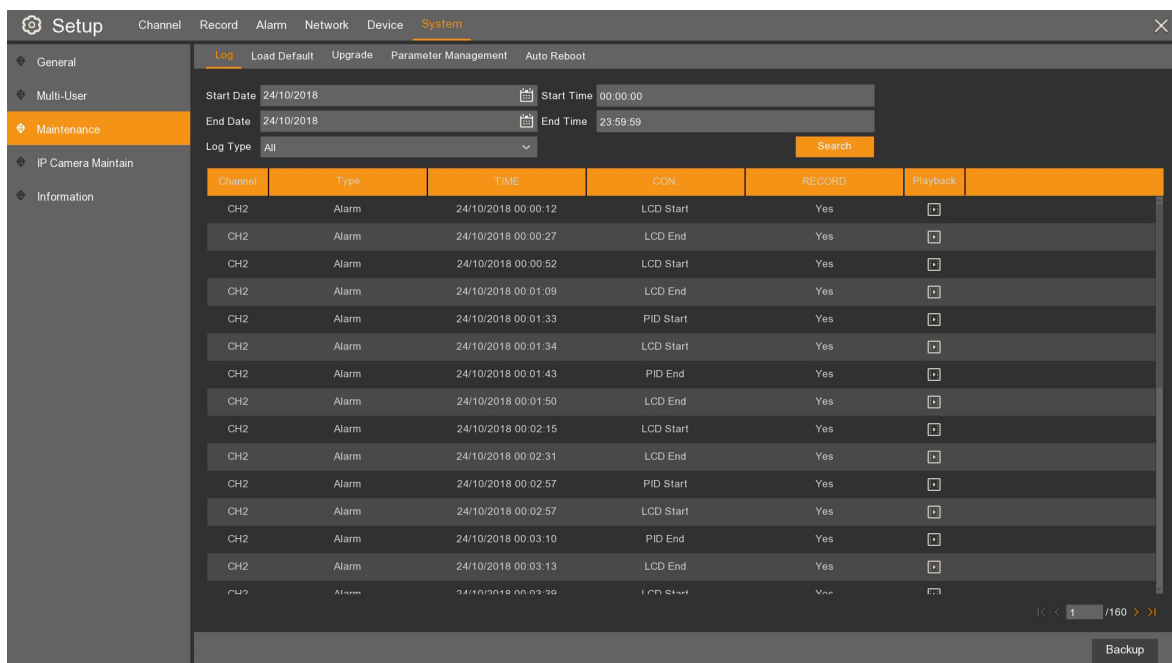 Setup Channel Record Alarm Network Device System
General
Multi-User
Maintenance
IP Camera Maintain
Information
Log Load Default Upgrade Parameter Management Auto Reboot
Start Date 24/10/2018 Start Time 00:00:00
End Date 24/10/2018 End Time 23:59:59
Log Type All Search
Channel Type TIME CON. RECORD Playback
CH2 Alarm 24/10/2018 00:00:12 LCD Start Yes
CH2 Alarm 24/10/2018 00:00:27 LCD End Yes
CH2 Alarm 24/10/2018 00:00:52 LCD Start Yes
CH2 Alarm 24/10/2018 00:01:09 LCD End Yes
CH2 Alarm 24/10/2018 00:01:33 PID Start Yes
CH2 Alarm 24/10/2018 00:01:34 LCD Start Yes
CH2 Alarm 24/10/2018 00:01:43 PID End Yes
CH2 Alarm 24/10/2018 00:01:50 LCD End Yes
CH2 Alarm 24/10/2018 00:02:15 LCD Start Yes
CH2 Alarm 24/10/2018 00:02:31 LCD End Yes
CH2 Alarm 24/10/2018 00:02:57 PID Start Yes
CH2 Alarm 24/10/2018 00:02:57 LCD Start Yes
CH2 Alarm 24/10/2018 00:03:10 PID End Yes
CH2 Alarm 24/10/2018 00:03:13 LCD End Yes
CH2 Alarm 24/10/2018 00:03:39 LCD Start Yes
1 /160
Backup